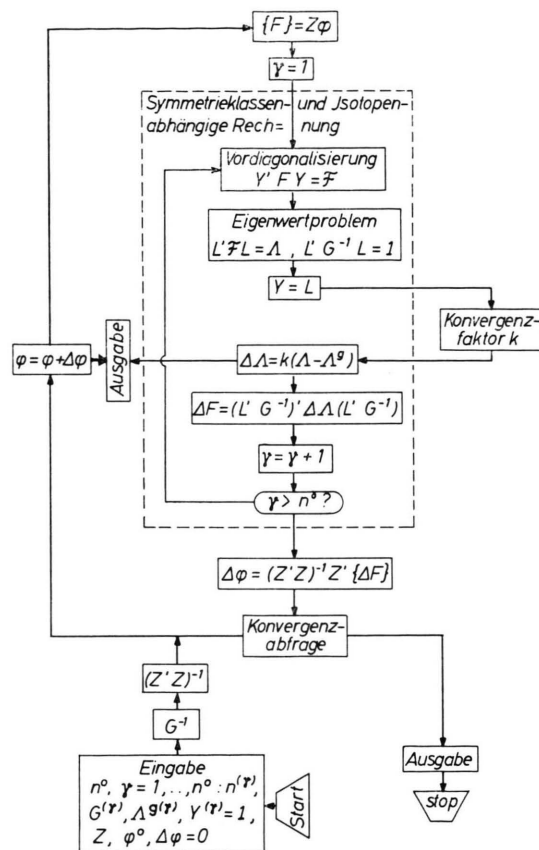 {F}=Zφ
γ=1
Symmetrieklassen- und Jsotopen-
abhängige Rech= nung
Vordiagonalisierung
Y' F Y = ℱ
Eigenwertproblem
L'ℱL=Λ , L' G⁻¹ L = 1
Y = L
Konvergenz-
faktor k
φ=φ+Δφ
Ausgabe
ΔΛ=k(Λ-Λᵍ)
ΔF=(L' G⁻¹)' ΔΛ(L' G⁻¹)
γ=γ+1
γ> n° ?
Δφ = (Z'Z)⁻¹ Z' {ΔF}
Konvergenz-
abfrage
(Z' Z)⁻¹
G⁻¹
Eingabe
n°, γ = 1,..,n° : n⁽ᵞ⁾,
G⁽ᵞ⁾, Λᵍ⁽ᵞ⁾, Y⁽ᵞ⁾=1,
Z, φ°, Δφ=0
Start
Ausgabe
stop